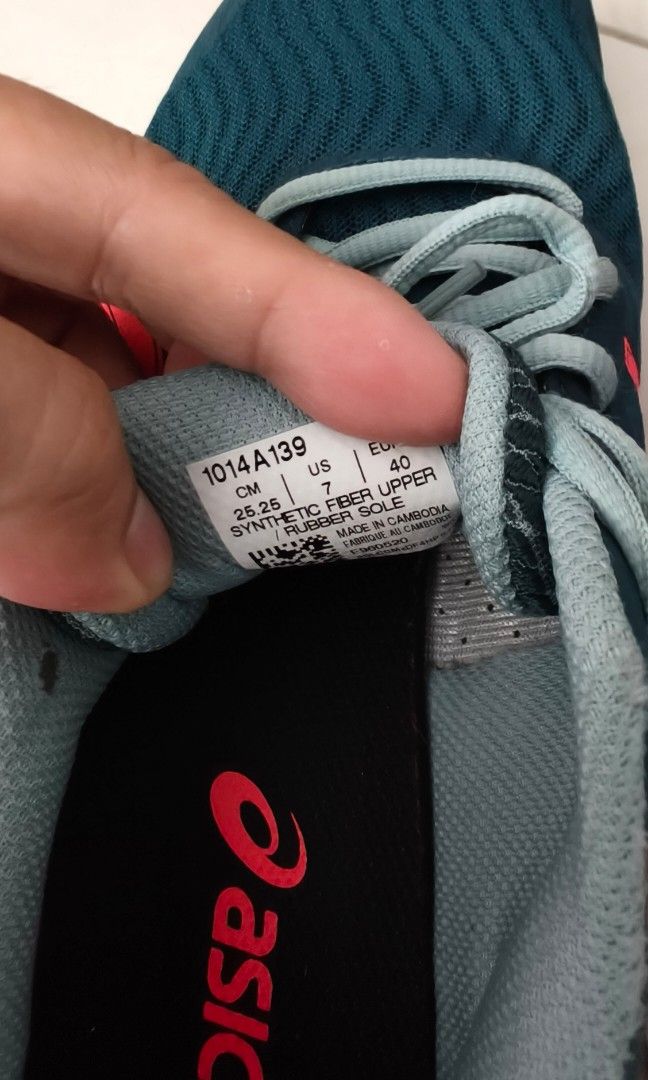 1014A139
CM | US | EU
25.25 | 7 | 40
SYNTHETIC FIBER UPPER
/ RUBBER SOLE
MADE IN CAMBODIA
FABRIQUE AU CAMBODGE
asic